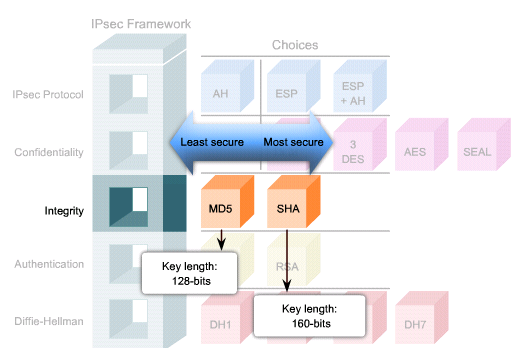 IPsec Framework
Choices
IPsec Protocol
AH
ESP
ESP
+ AH
Least secure
Most secure
Confidentiality
3
DES
AES
SEAL
Integrity
MD5
SHA
Authentication
RSA
Key length:
128-bits
Key length:
160-bits
Diffie-Hellman
DH1
DH7